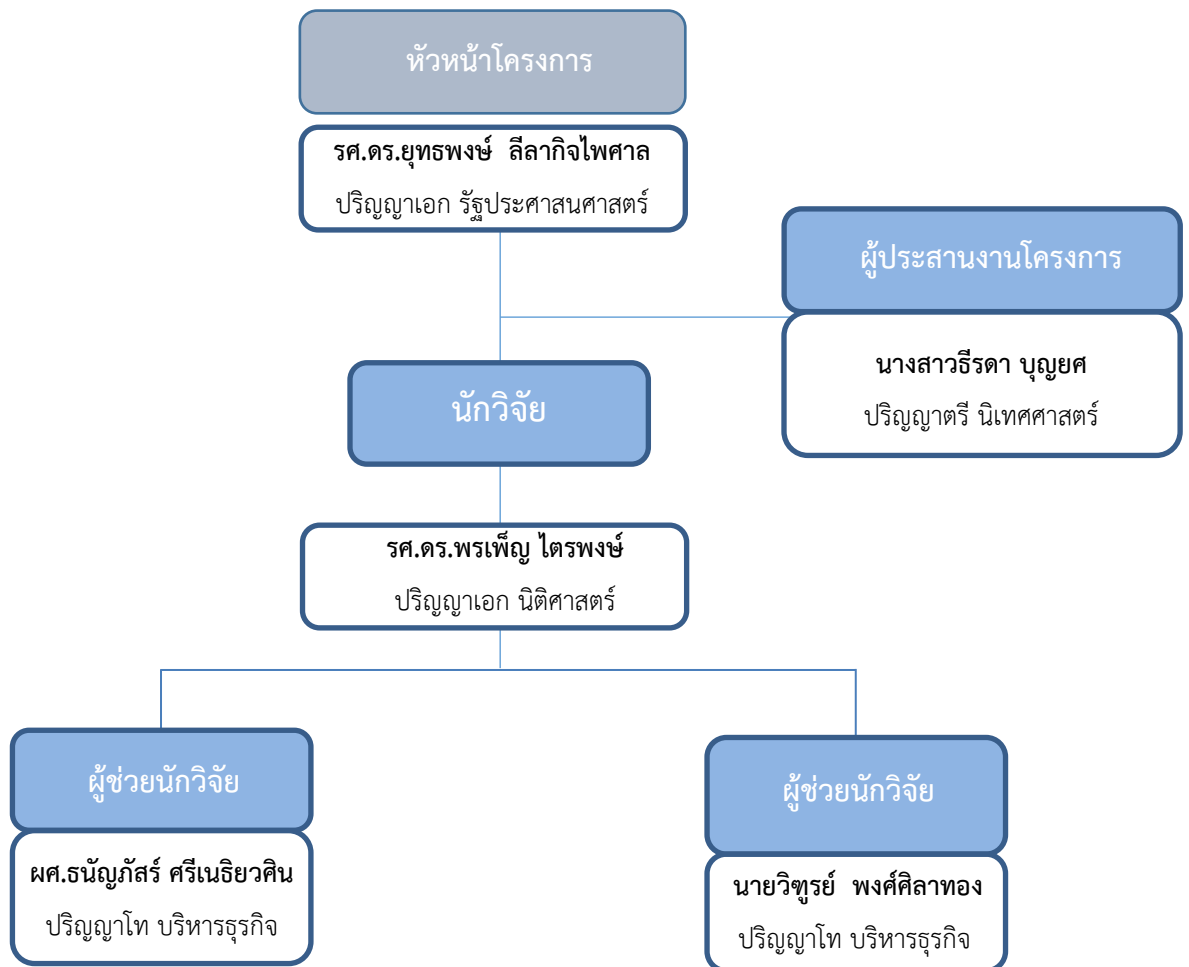 หัวหน้าโครงการ
รศ.ดร.ยุทธพงษ์ ลีลากิจไพศาล
ปริญญาเอก รัฐประศาสนศาสตร์
ผู้ประสานงานโครงการ
นางสาวธีรดา บุญยศ
ปริญญาตรี นิเทศศาสตร์
นักวิจัย
รศ.ดร.พรเพ็ญ ไตรพงษ์
ปริญญาเอก นิติศาสตร์
ผู้ช่วยนักวิจัย
ผศ.ธนัญภัสร์ ศรีเนธิยวศิน
ปริญญาโท บริหารธุรกิจ
ผู้ช่วยนักวิจัย
นายวิฑูรย์ พงศ์ศิลาทอง
ปริญญาโท บริหารธุรกิจ